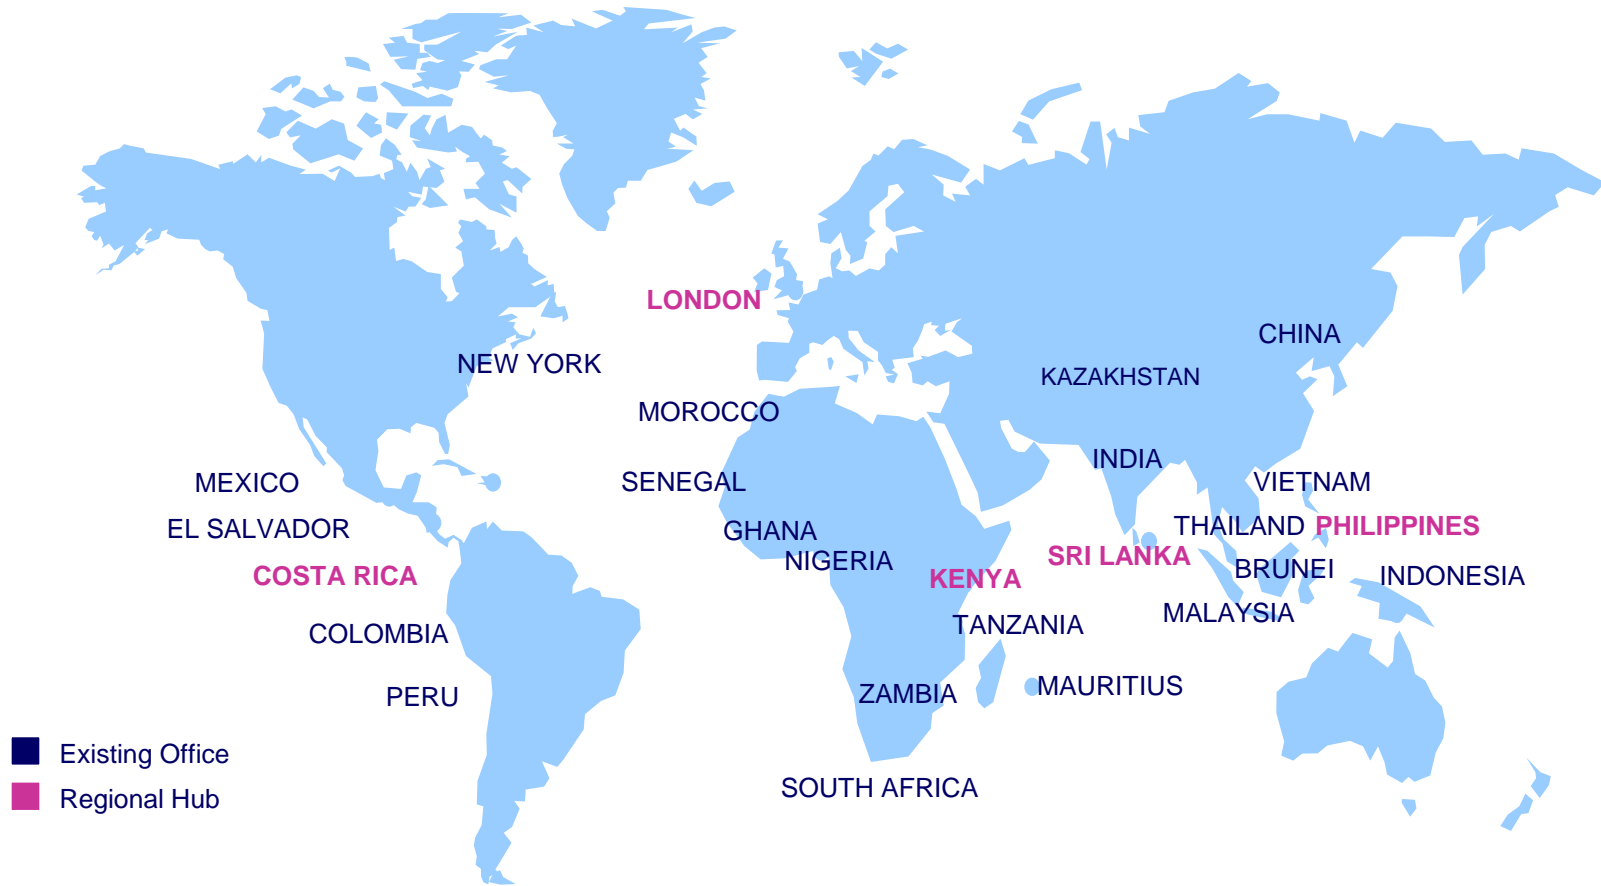 LONDON
CHINA
NEW YORK
KAZAKHSTAN
MOROCCO
INDIA
MEXICO
SENEGAL
VIETNAM
EL SALVADOR
GHANA
THAILAND
PHILIPPINES
NIGERIA
SRI LANKA
BRUNEI
COSTA RICA
KENYA
INDONESIA
MALAYSIA
COLOMBIA
TANZANIA
PERU
ZAMBIA
MAURITIUS
Existing Office
SOUTH AFRICA
Regional Hub